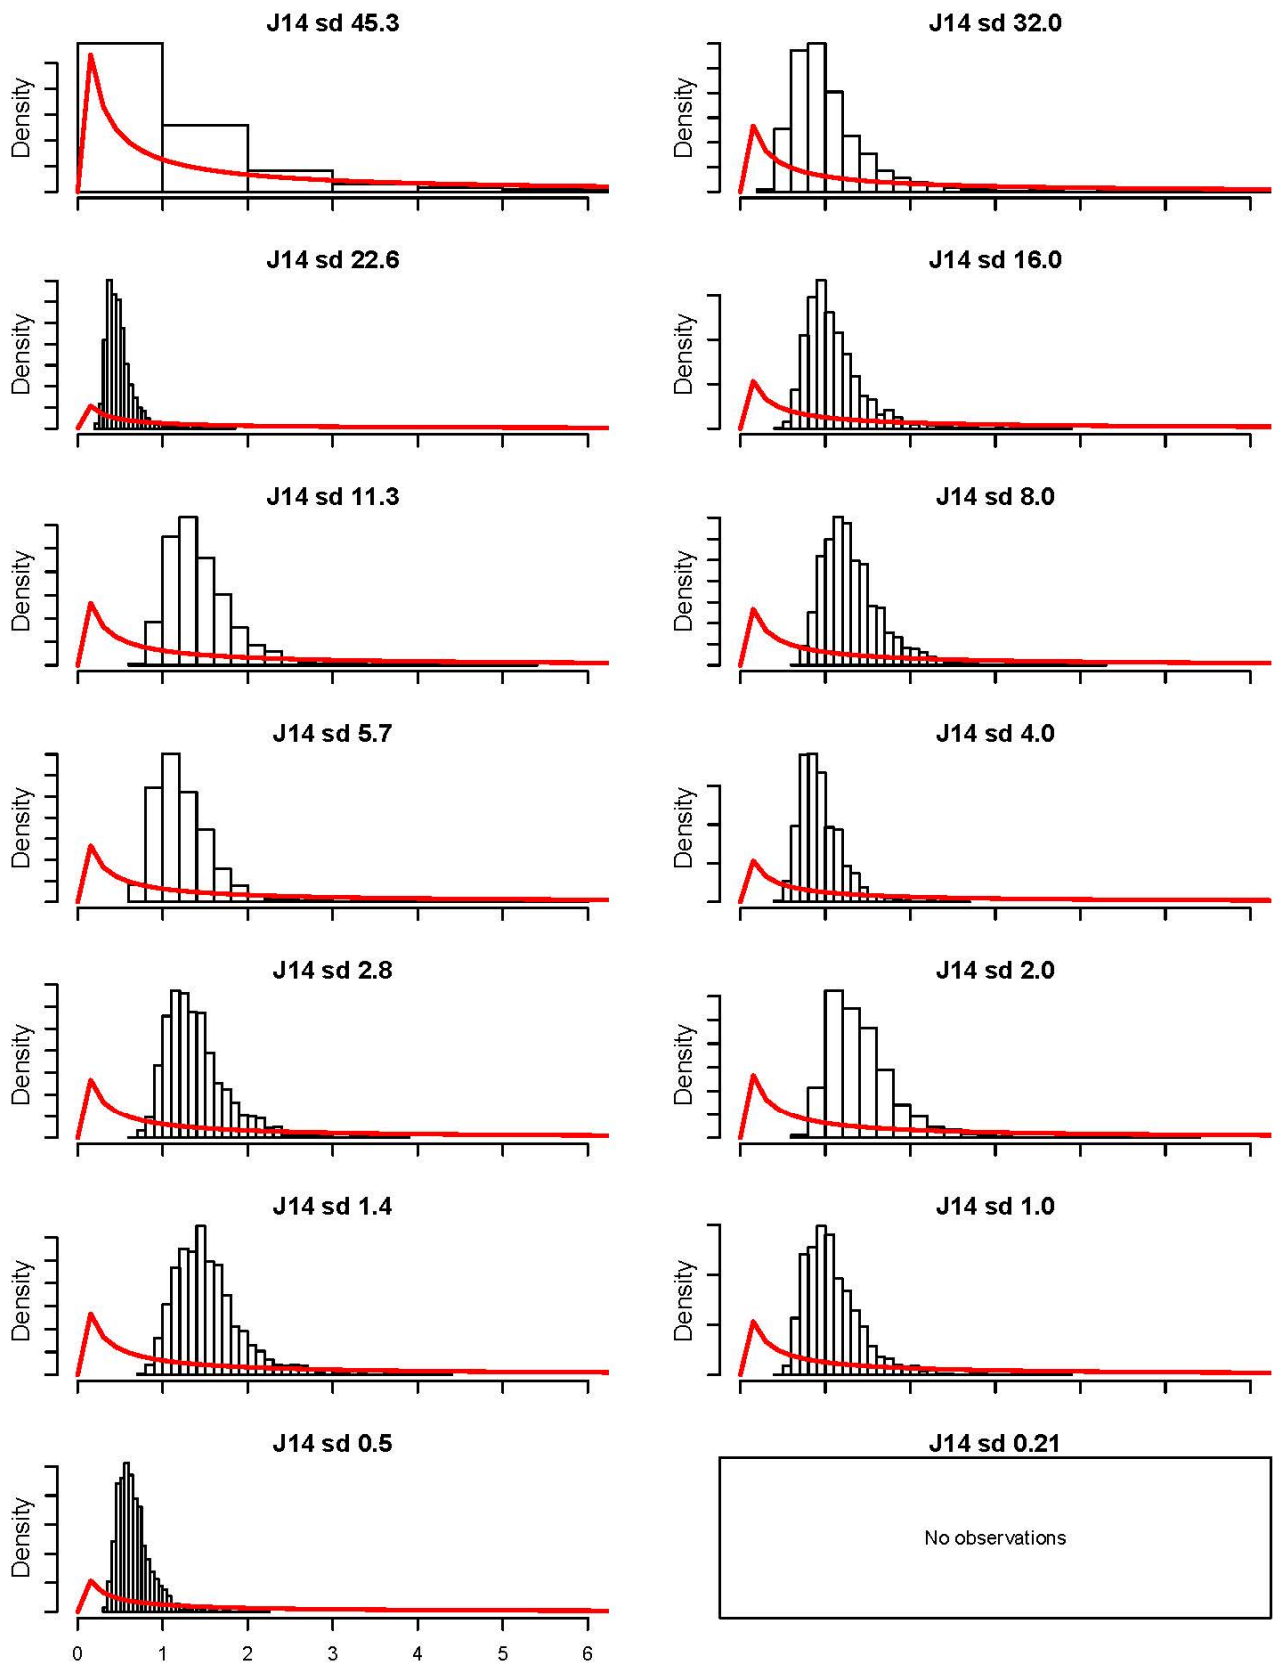 J14 sd 45.3
J14 sd 32.0
Density
Density
J14 sd 22.6
J14 sd 16.0
Density
Density
J14 sd 11.3
J14 sd 8.0
Density
Density
J14 sd 5.7
J14 sd 4.0
Density
Density
J14 sd 2.8
J14 sd 2.0
Density
Density
J14 sd 1.4
J14 sd 1.0
Density
Density
J14 sd 0.5
J14 sd 0.21
Density
No observations
0 1 2 3 4 5 6